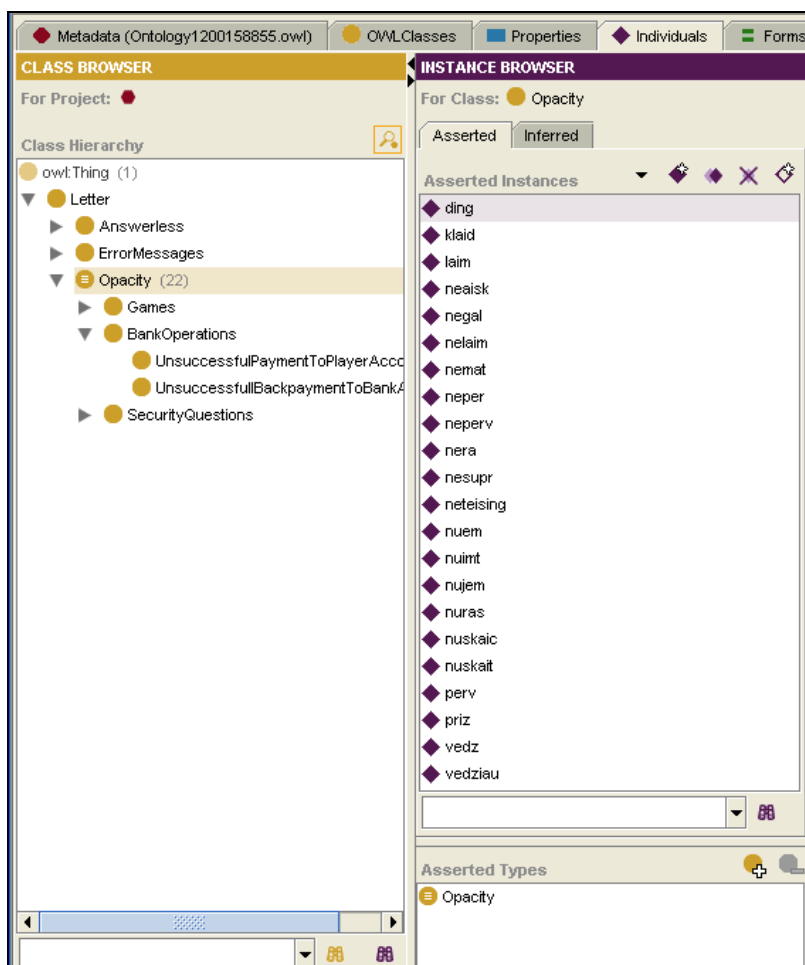 Metadata (Ontology1200158855.owl) OWLClasses Properties Individuals Forms
CLASS BROWSER
For Project:
Class Hierarchy
owl:Thing (1)
Letter
Answerless
ErrorMessages
Opacity (22)
Games
BankOperations
UnsuccessfulPaymentToPlayerAcco
UnsuccessfullBackpaymentToBankA
SecurityQuestions
INSTANCE BROWSER
For Class: Opacity
Asserted Inferred
Asserted Instances
ding
klaid
laim
neaisk
negal
nelaim
nemat
neper
neperv
nera
nesupr
neteising
nuem
nuimt
nujem
nuras
nuskaic
nuskait
perv
priz
vedz
vedziau
Asserted Types
Opacity